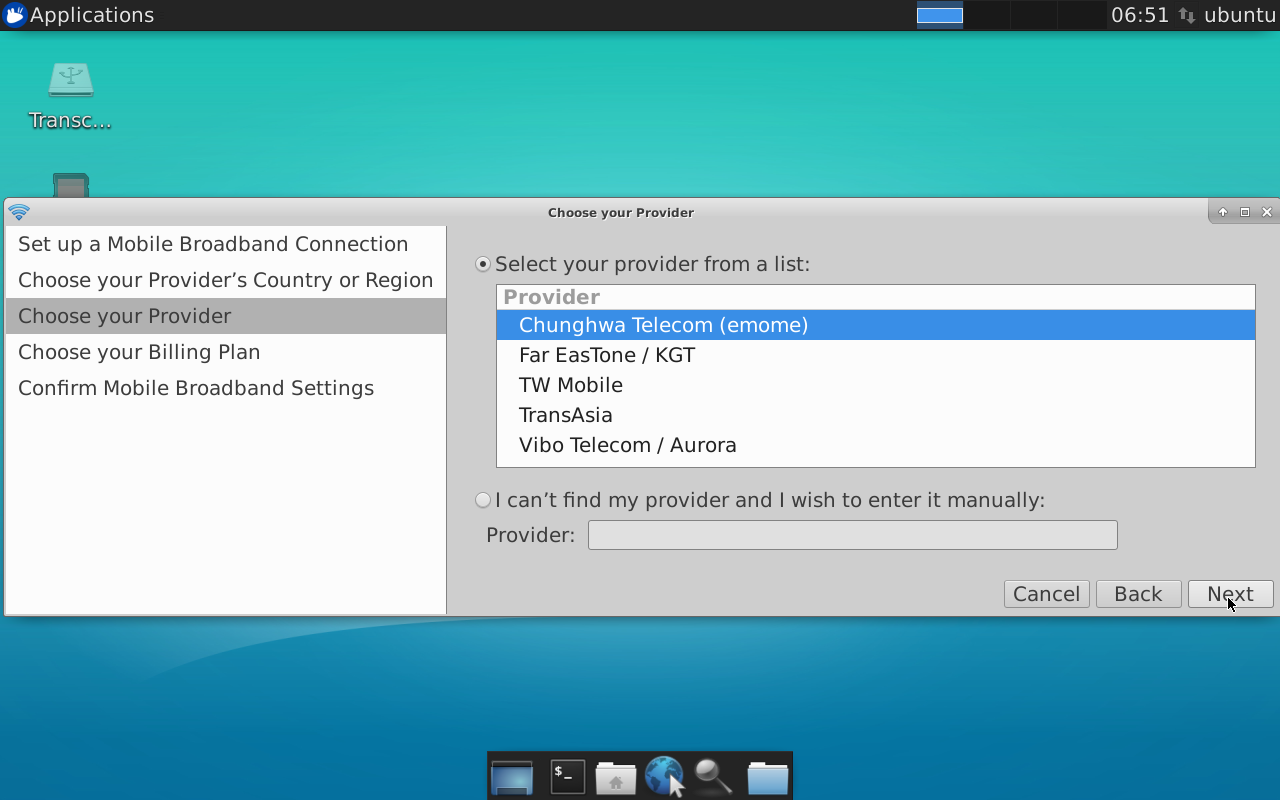 Applications
06:51 ubuntu
Transc...
Choose your Provider
Set up a Mobile Broadband Connection
Choose your Provider’s Country or Region
Choose your Provider
Choose your Billing Plan
Confirm Mobile Broadband Settings
Select your provider from a list:
Provider
Chunghwa Telecom (emome)
Far EasTone / KGT
TW Mobile
TransAsia
Vibo Telecom / Aurora
I can’t find my provider and I wish to enter it manually:
Provider:
Cancel Back Next
$_